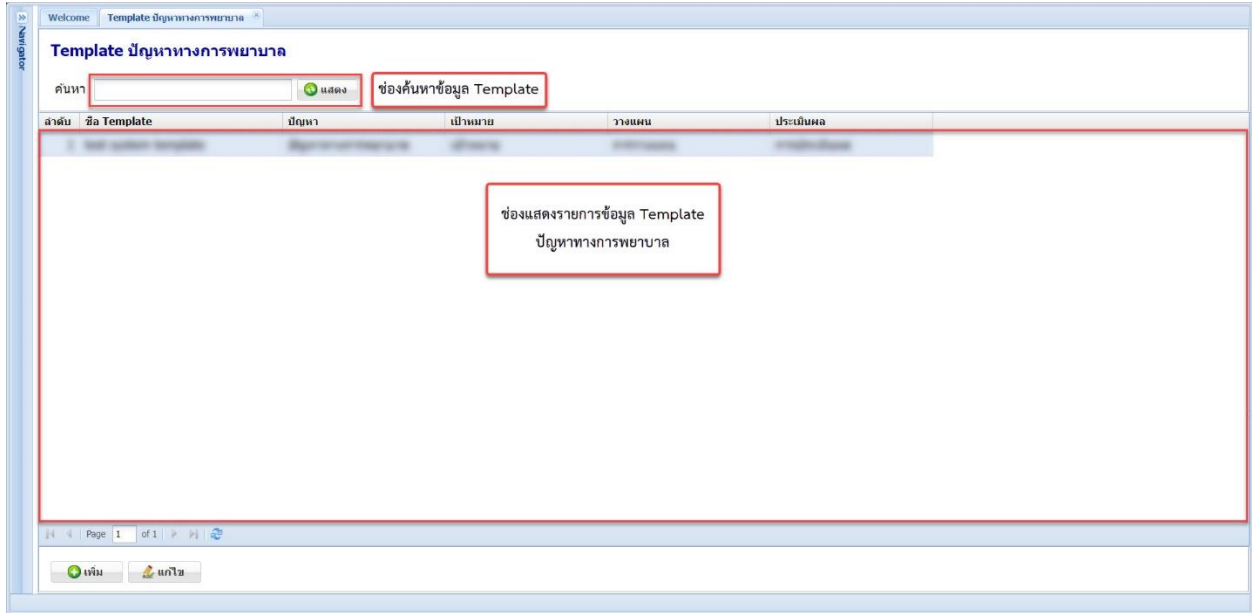 Navigator
Welcome Template ปัญหาทางการพยาบาล
Template ปัญหาทางการพยาบาล
ค้นหา แสดง ช่องค้นหาข้อมูล Template
ลำดับ ชื่อ Template ปัญหา เป้าหมาย วางแผน ประเมินผล
ช่องแสดงรายการข้อมูล Template
ปัญหาทางการพยาบาล
Page 1 of 1
เพิ่ม แก้ไข